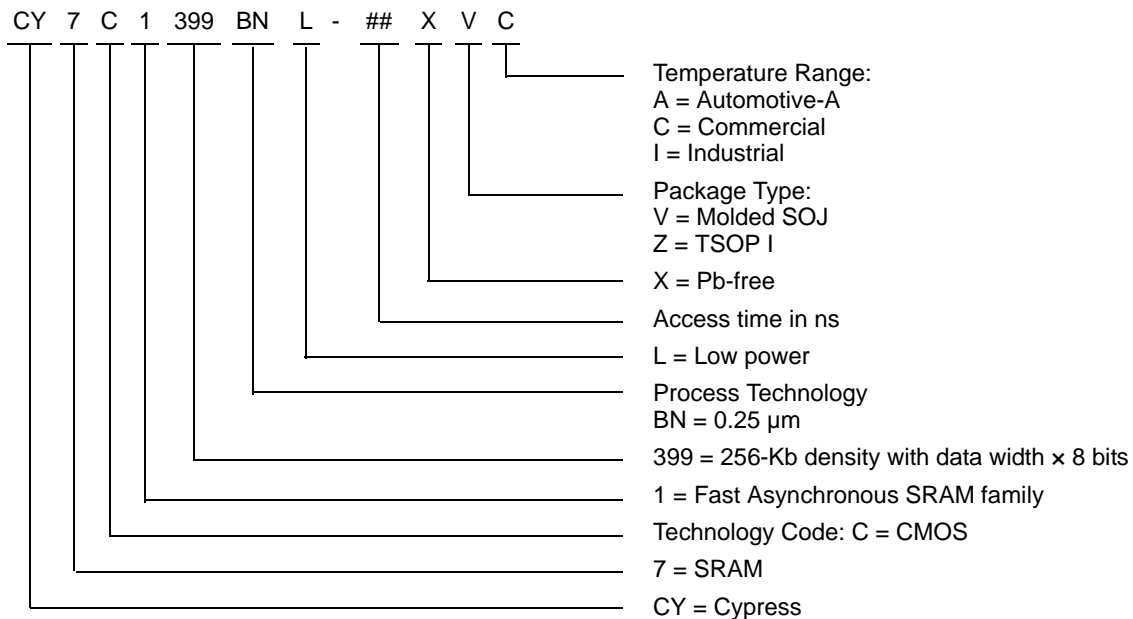 CY 7 C 1 399 BN L - ## X V C
Temperature Range:
A = Automotive-A
C = Commercial
I = Industrial
Package Type:
V = Molded SOJ
Z = TSOP I
X = Pb-free
Access time in ns
L = Low power
Process Technology
BN = 0.25 µm
399 = 256-Kb density with data width × 8 bits
1 = Fast Asynchronous SRAM family
Technology Code: C = CMOS
7 = SRAM
CY = Cypress